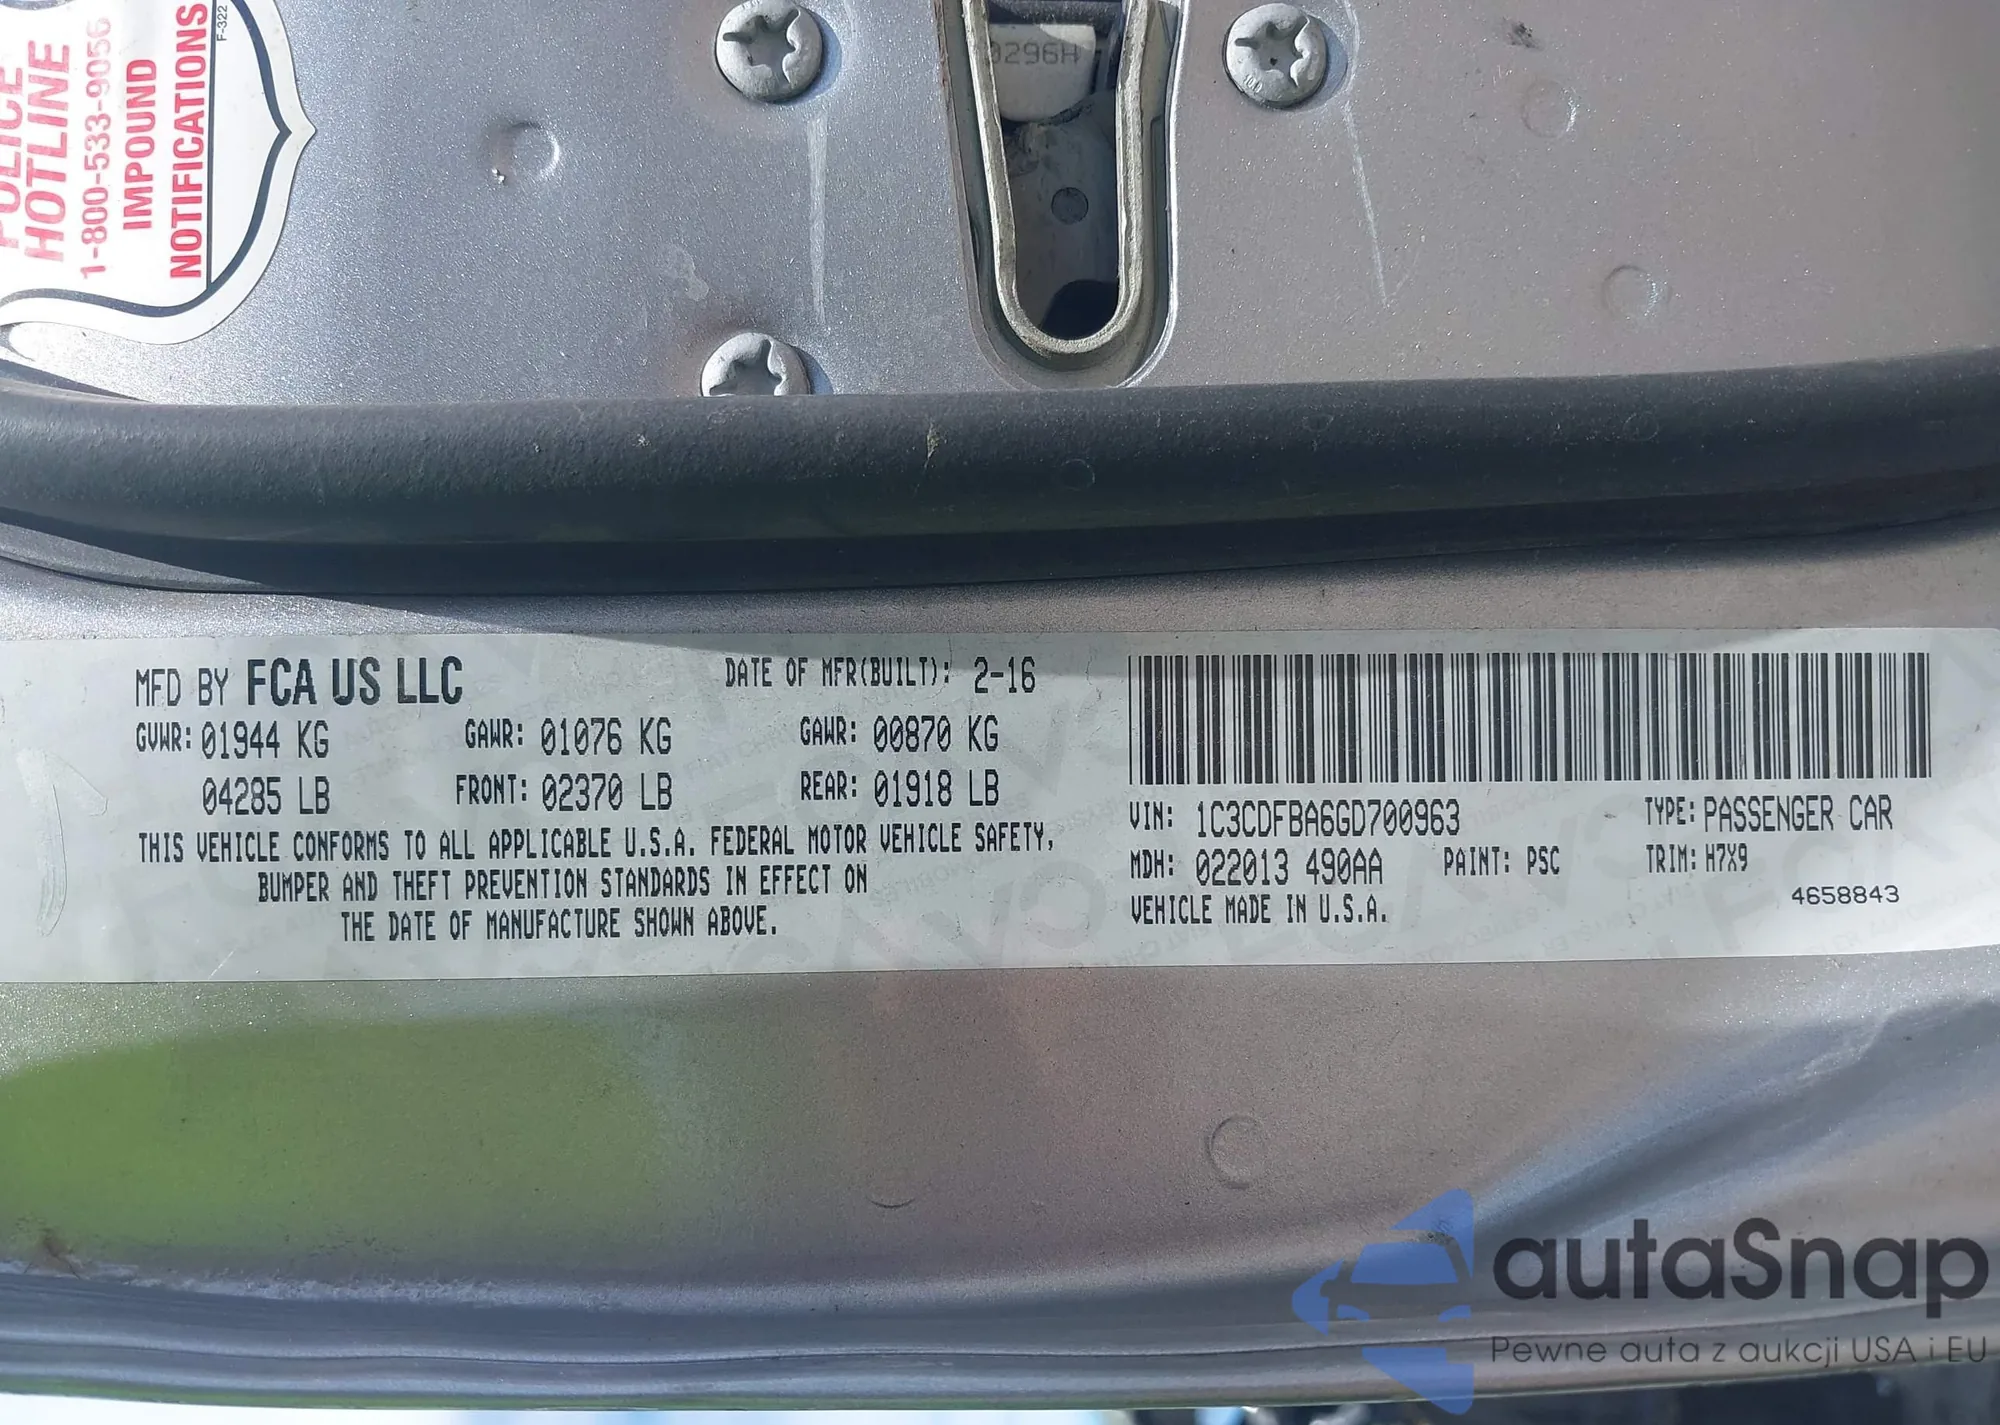 POLICE
HOTLINE
1-800-533-9056
IMPOUND
NOTIFICATIONS
F-322
0296H
MFD BY FCA US LLC
DATE OF MFR(BUILT): 2-16
GVWR: 01944 KG
GAWR: 01076 KG
GAWR: 00870 KG
04285 LB
FRONT: 02370 LB
REAR: 01918 LB
THIS VEHICLE CONFORMS TO ALL APPLICABLE U.S.A. FEDERAL MOTOR VEHICLE SAFETY,
BUMPER AND THEFT PREVENTION STANDARDS IN EFFECT ON
THE DATE OF MANUFACTURE SHOWN ABOVE.
VIN: 1C3CDFBA6GD700963
TYPE: PASSENGER CAR
MDH: 022013 490AA
PAINT: PSC
TRIM: H7X9
VEHICLE MADE IN U.S.A.
4658843
autaSnap
Pewne auta z aukcji USA i EU